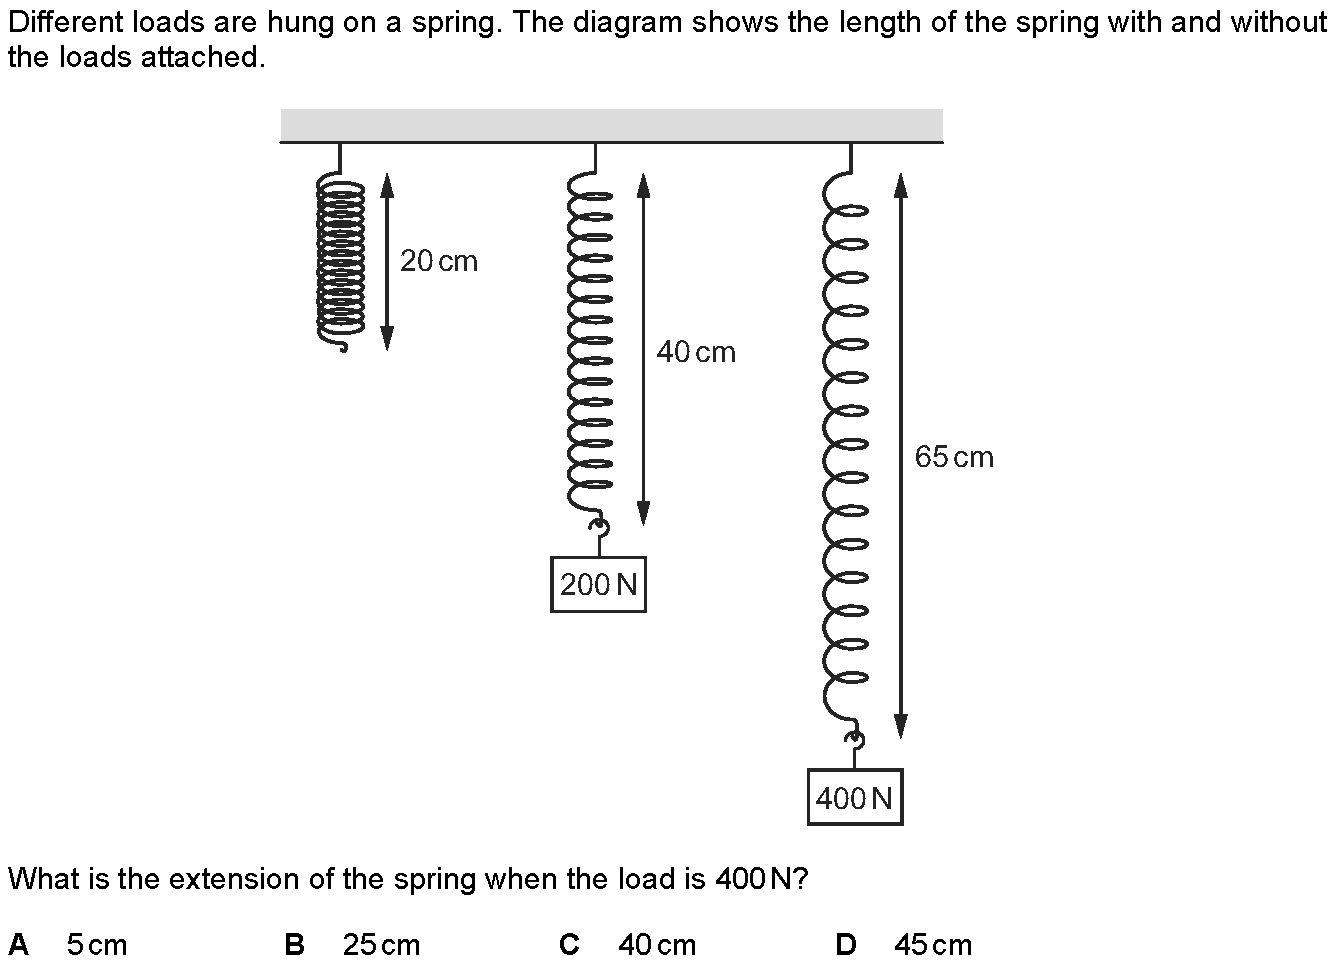 Different loads are hung on a spring. The diagram shows the length of the spring with and without
the loads attached.
20 cm
40 cm
65 cm
200 N
400 N
What is the extension of the spring when the load is 400 N?
A 5 cm B 25 cm C 40 cm D 45 cm